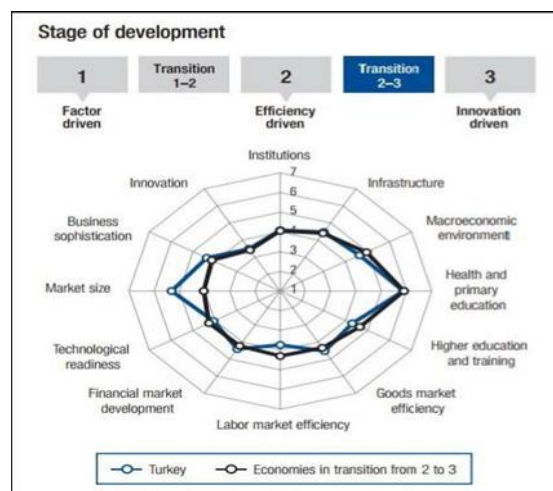 Stage of development
1
Transition
1–2
2
Transition
2–3
3
Factor
driven
Efficiency
driven
Innovation
driven
Institutions
Innovation
Infrastructure
Business
sophistication
Macroeconomic
environment
Market size
Health and
primary
education
Technological
readiness
Higher education
and training
Financial market
development
Goods market
efficiency
Labor market efficiency
7
6
5
4
3
2
1
Turkey
Economies in transition from 2 to 3